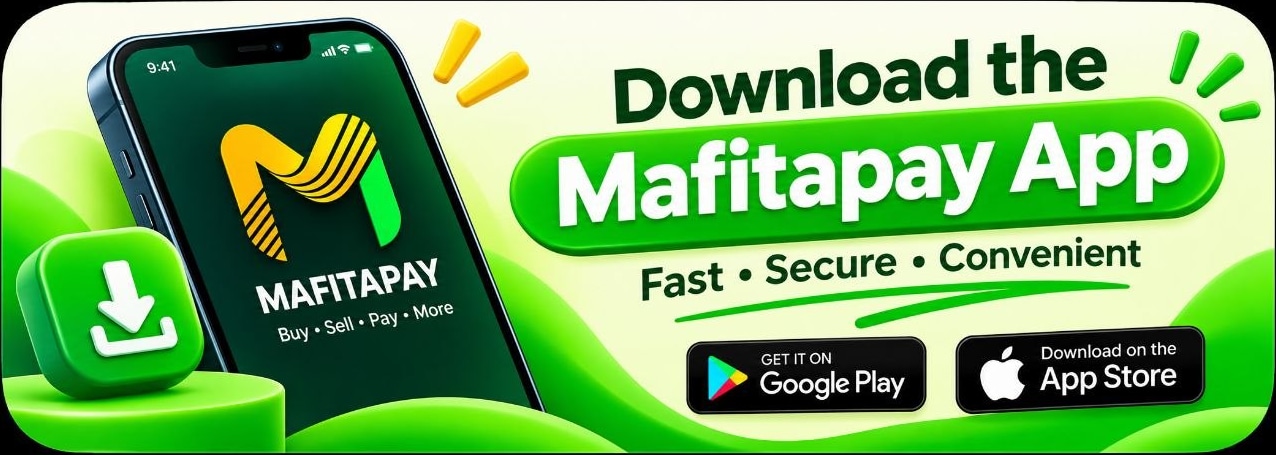 9:41
MAFITAPAY
Buy • Sell • Pay • More
Download the
Mafitapay App
Fast • Secure • Convenient
GET IT ON
Google Play
Download on the
App Store